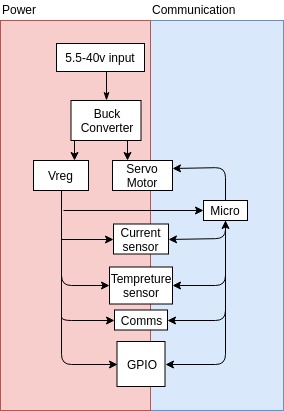 Power
Communication
5.5-40v input
Buck
Converter
Vreg
Servo
Motor
Micro
Current
sensor
Tempreture
sensor
Comms
GPIO